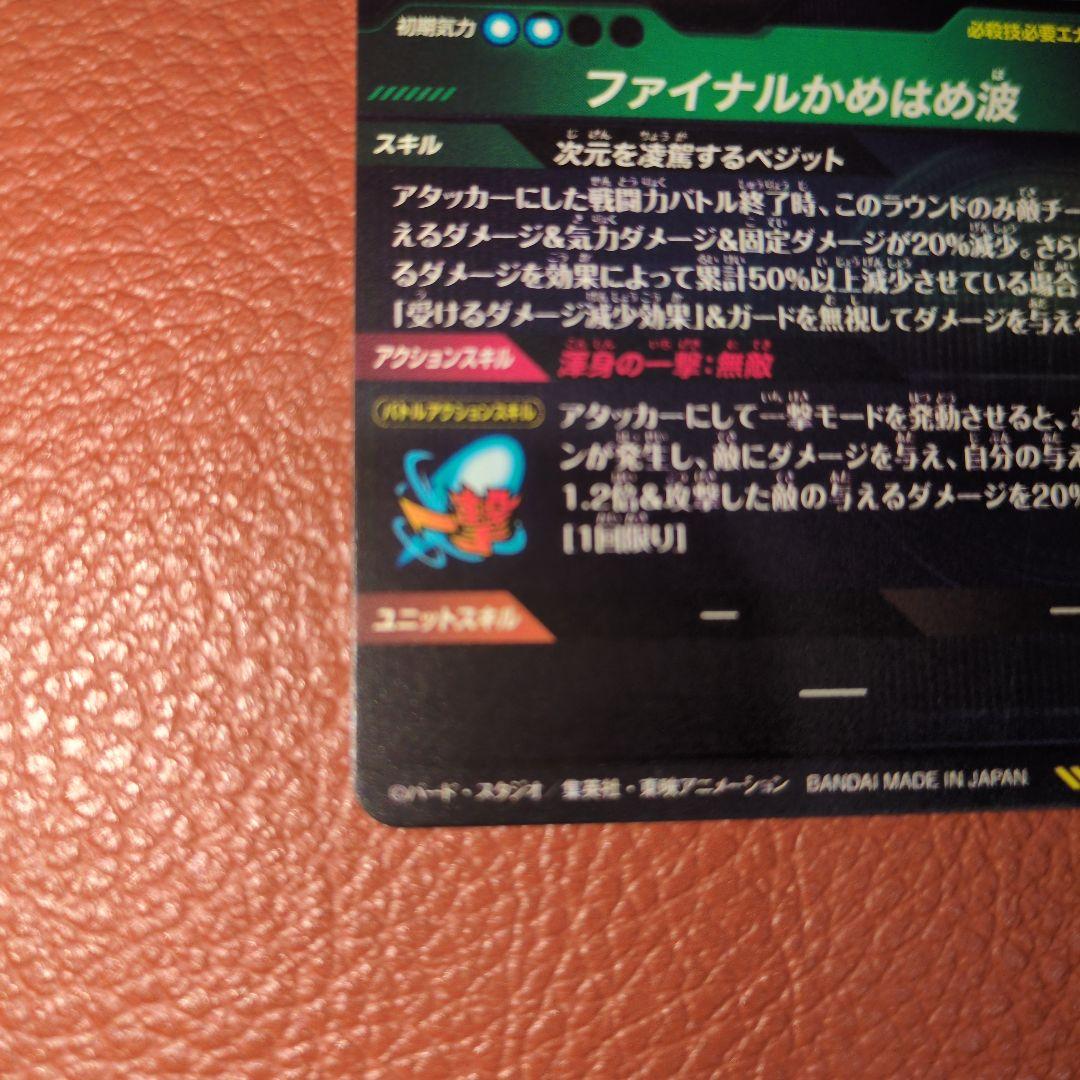 初期気力
必殺技必要エナ
ファイナルかめはめ波
スキル
次元を凌駕するベジット
アタッカーにした戦闘力バトル終了時、このラウンドのみ敵チー
えるダメージ&気力ダメージ&固定ダメージが20%減少。さら
るダメージを効果によって累計50%以上減少させている場合
「受けるダメージ減少効果」&ガードを無視してダメージを与え
アクションスキル
渾身の一撃:無敵
バトルアクションスキル
アタッカーにして一撃モードを発動させると、
ンが発生し、敵にダメージを与え、自分の与え
1.2倍&攻撃した敵の与えるダメージを20%
[1回限り]
一撃
ユニットスキル
ー
ー
ー
©バード・スタジオ/集英社・東映アニメーション BANDAI MADE IN JAPAN